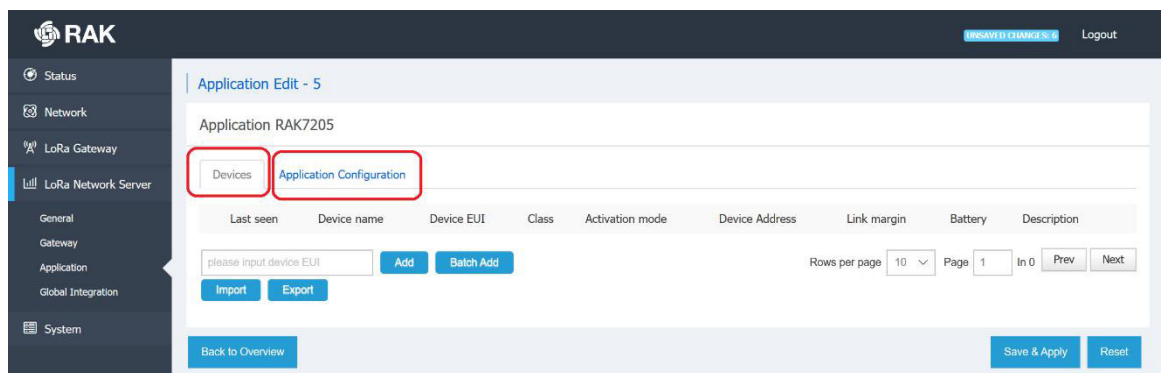 RAK
UNSAVED CHANGES: 6
Logout
Status
Network
LoRa Gateway
LoRa Network Server
General
Gateway
Application
Global Integration
System
Application Edit - 5
Application RAK7205
Devices Application Configuration
Last seen Device name Device EUI Class Activation mode Device Address Link margin Battery Description
please input device EUI Add Batch Add Rows per page 10 Page 1 In 0 Prev Next
Import Export
Back to Overview Save & Apply Reset